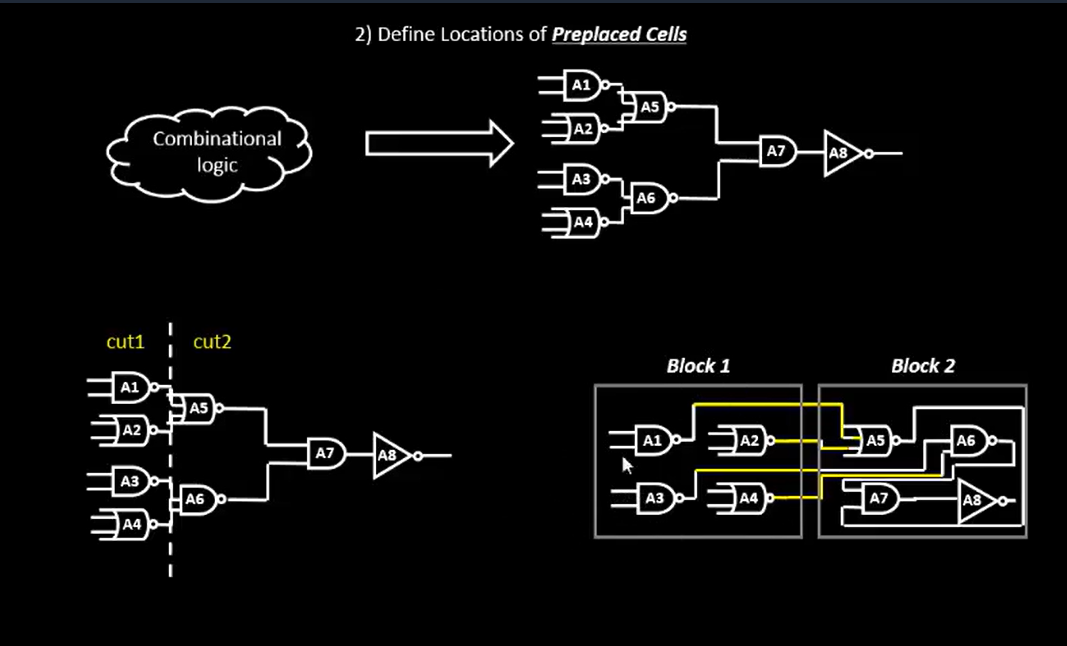 2) Define Locations of Preplaced Cells
Combinational
logic
A1
A2
A3
A4
A5
A6
A7
A8
cut1
cut2
A1
A2
A3
A4
A5
A6
A7
A8
Block 1
Block 2
A1
A2
A5
A6
A3
A4
A7
A8